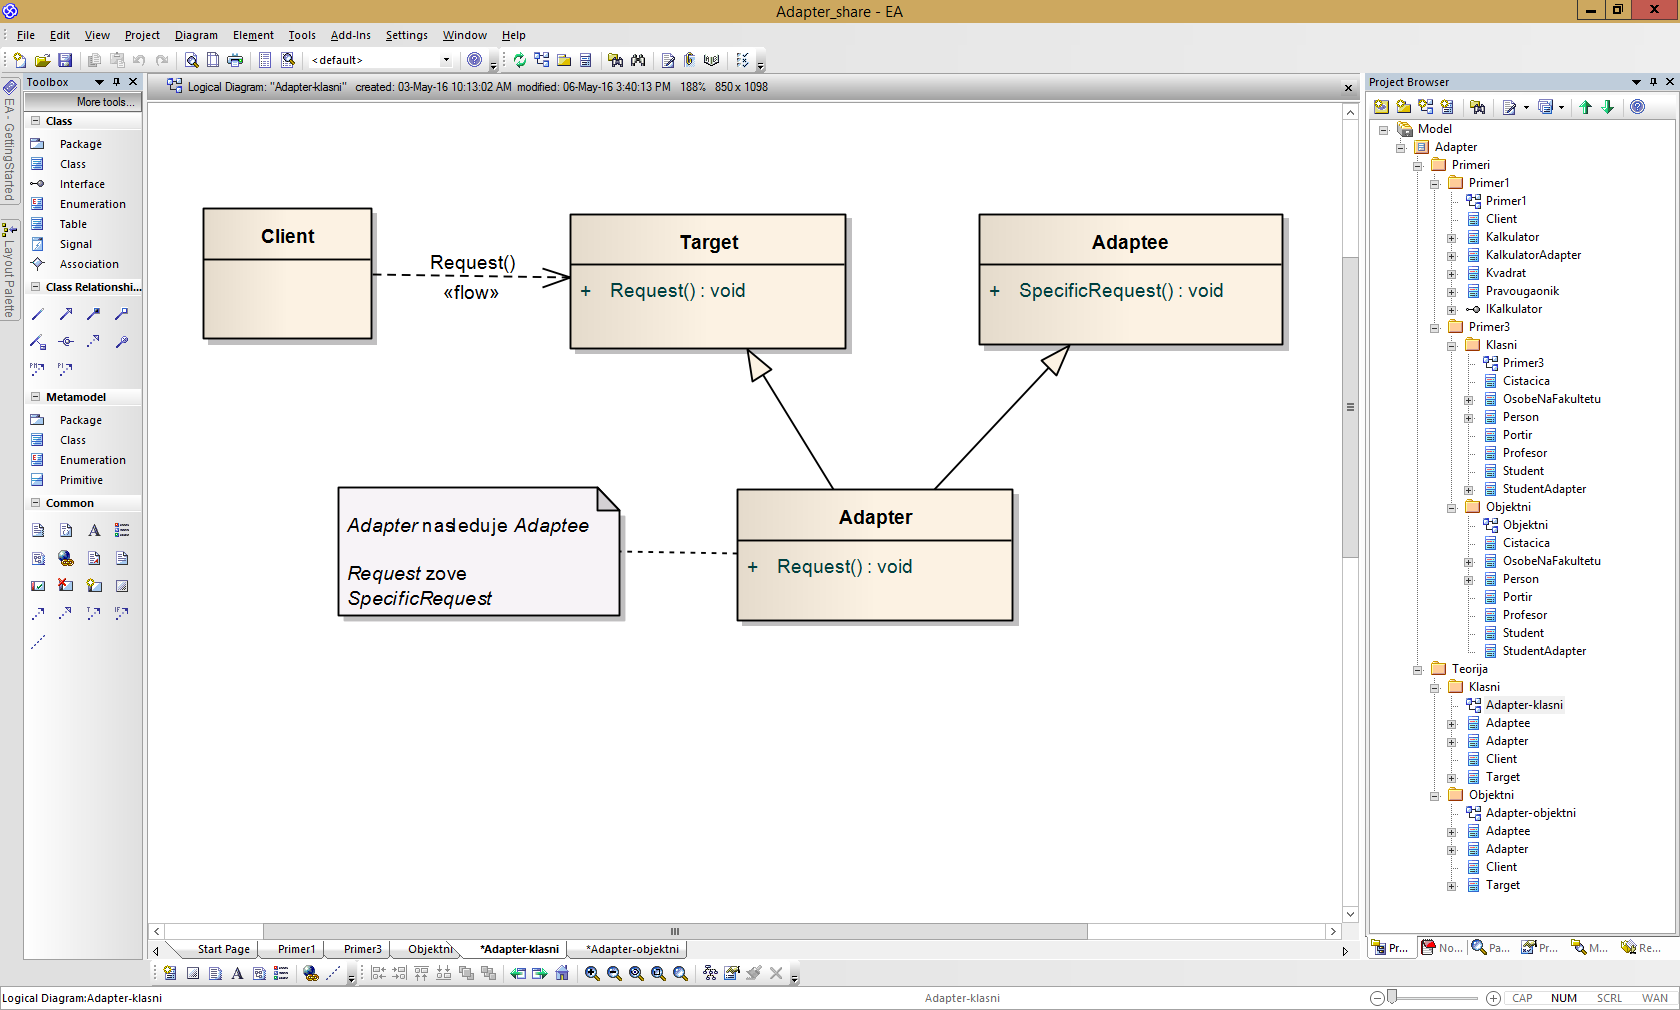 Adapter_share - EA
File Edit View Project Diagram Element Tools Add-Ins Settings Window Help
<default>
EA - GettingStarted
Layout Palette
Toolbox
More tools...
Class
Package
Class
Interface
Enumeration
Table
Signal
Association
Class Relationshi...
Metamodel
Package
Class
Enumeration
Primitive
Common
Logical Diagram: "Adapter-klasni" created: 03-May-16 10:13:02 AM modified: 06-May-16 3:40:13 PM 188% 850 x 1098
Client
Request()
«flow»
Target
+ Request() : void
Adaptee
+ SpecificRequest() : void
Adapter nasleduje Adaptee
Request zove
SpecificRequest
Adapter
+ Request() : void
Start Page Primer1 Primer3 Objektni *Adapter-klasni *Adapter-objektni
Project Browser
Model
Adapter
Primeri
Primer1
Primer1
Client
Kalkulator
KalkulatorAdapter
Kvadrat
Pravougaonik
IKalkulator
Primer3
Klasni
Primer3
Cistacica
OsobeNaFakultetu
Person
Portir
Profesor
Student
StudentAdapter
Objektni
Objektni
Cistacica
OsobeNaFakultetu
Person
Portir
Profesor
Student
StudentAdapter
Teorija
Klasni
Adapter-klasni
Adaptee
Adapter
Client
Target
Objektni
Adapter-objektni
Adaptee
Adapter
Client
Target
Pr... No... Pa... Pr... M... Re...
Logical Diagram:Adapter-klasni
Adapter-klasni
CAP NUM SCRL WAN